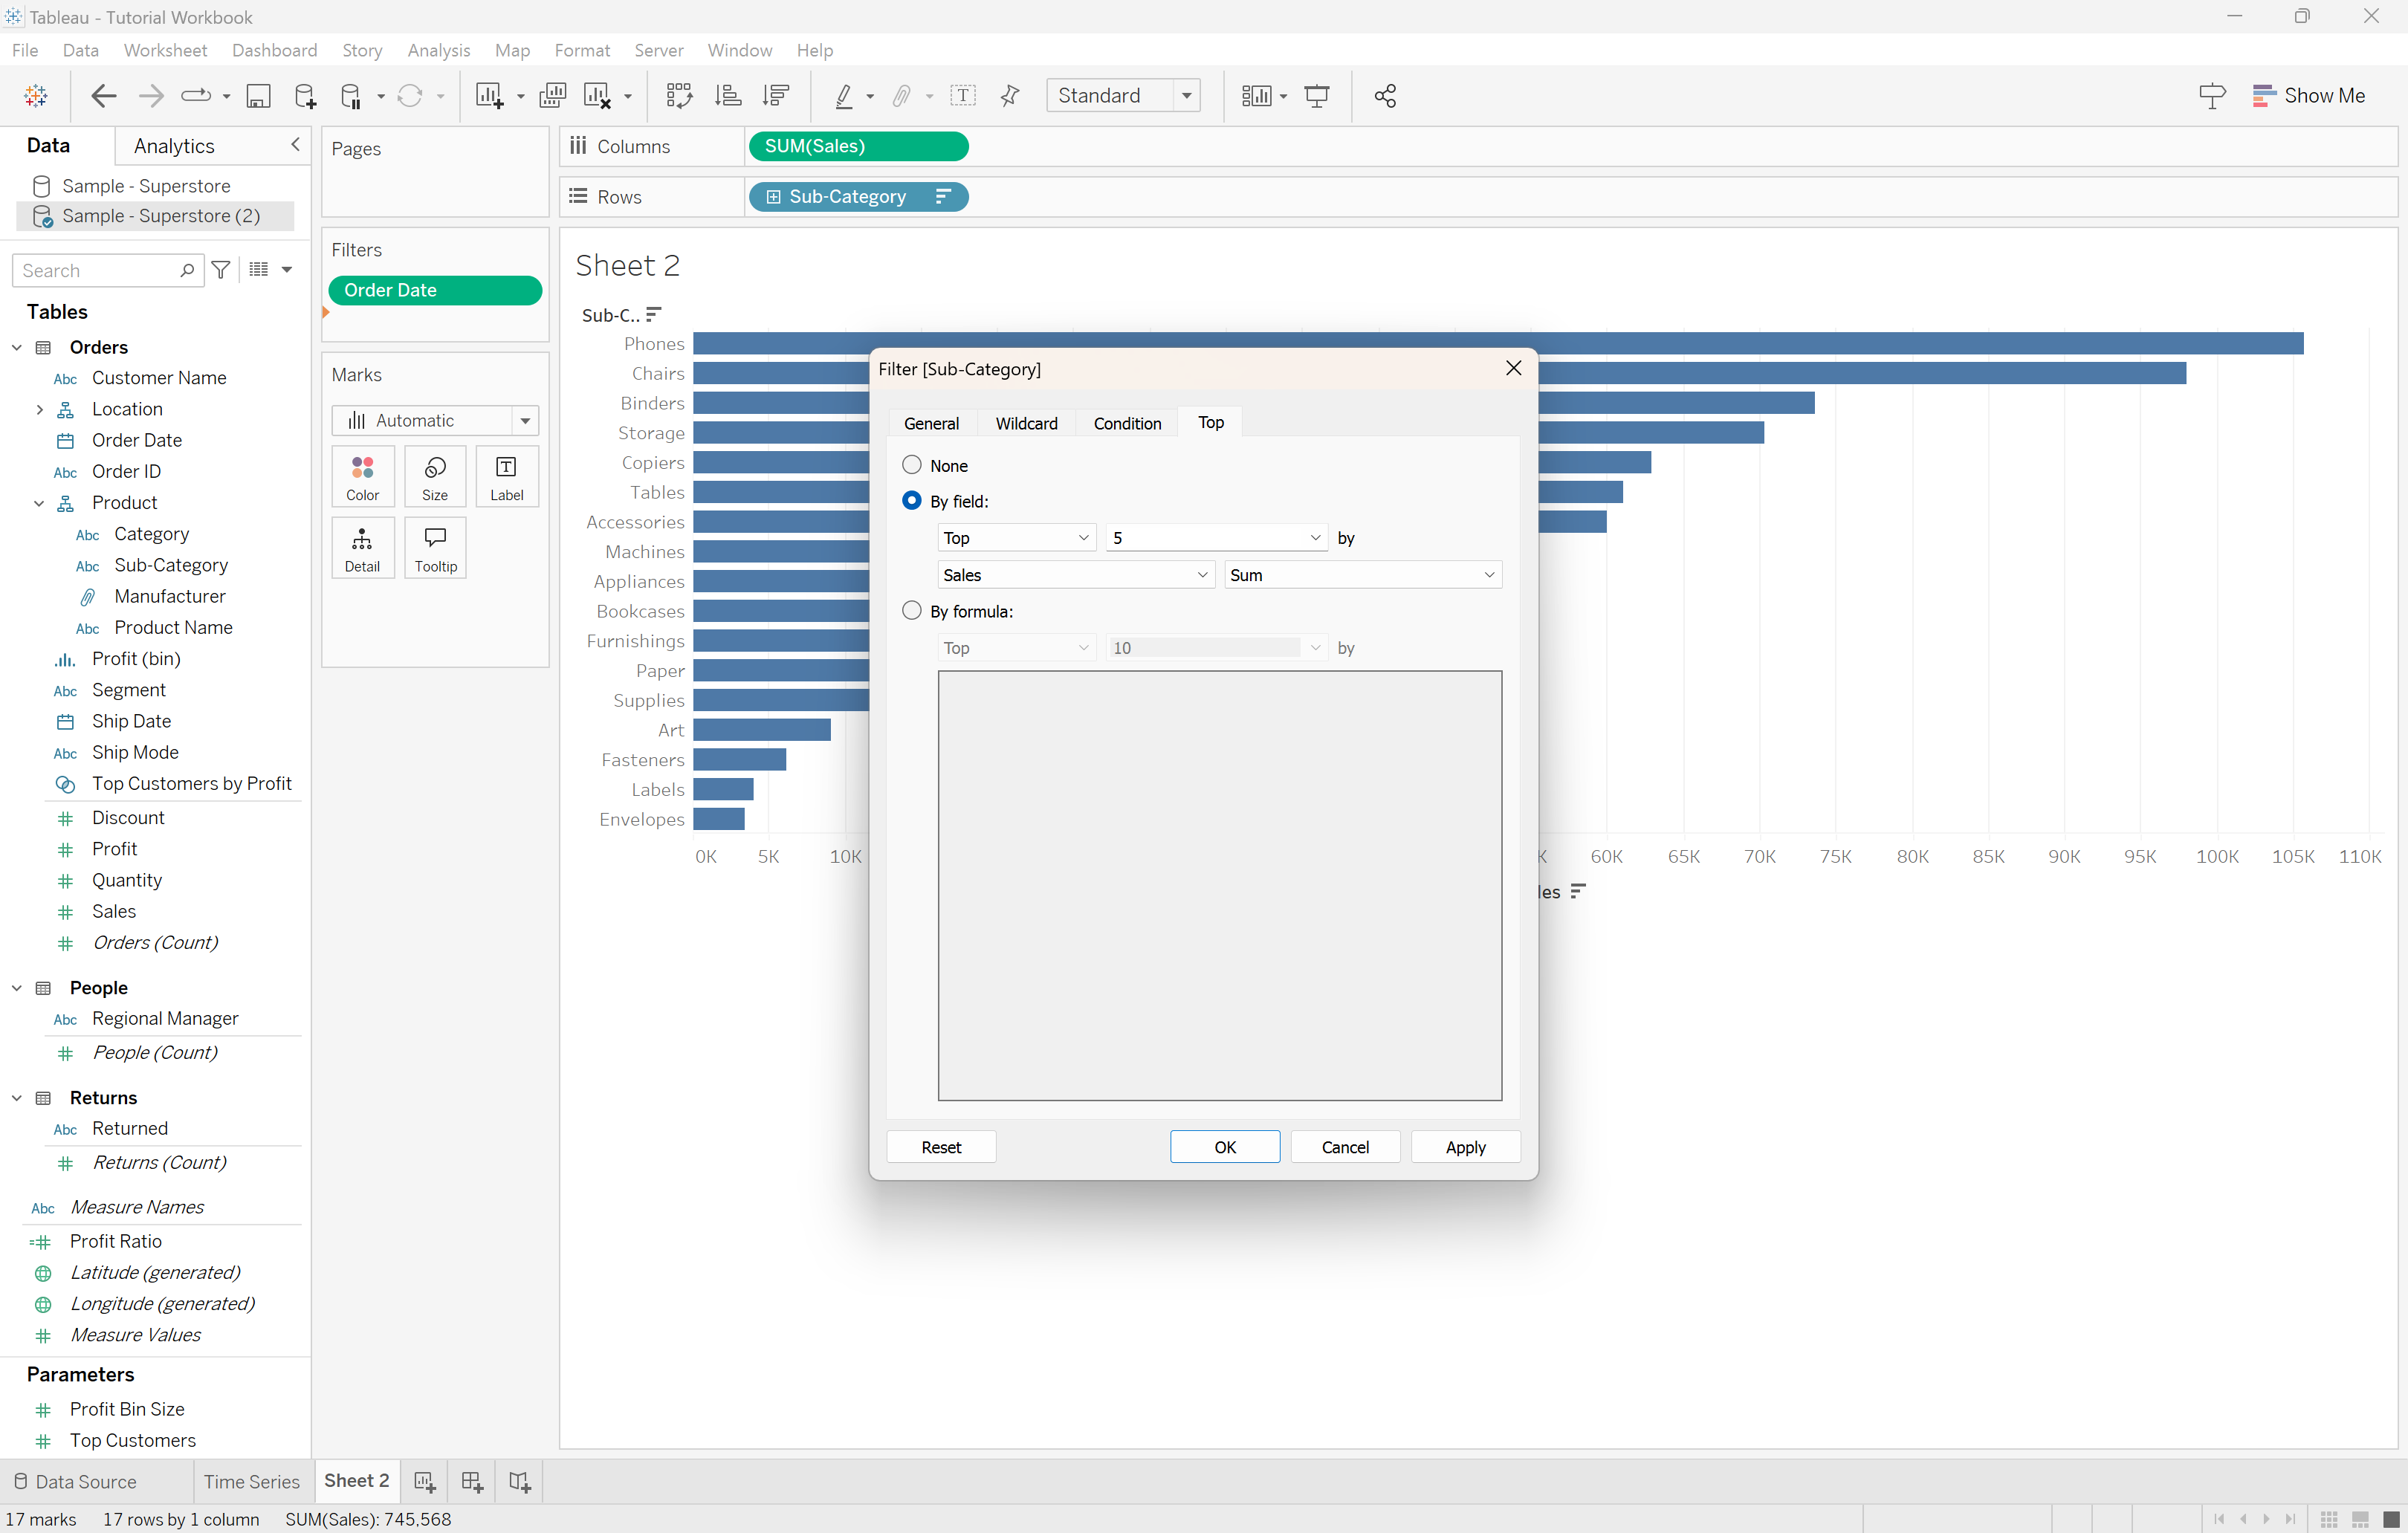 Tableau - Tutorial Workbook
File Data Worksheet Dashboard Story Analysis Map Format Server Window Help
Standard
Show Me
Data Analytics
Sample - Superstore
Sample - Superstore (2)
Search
Tables
Orders
Abc Customer Name
Location
Order Date
Abc Order ID
Product
Abc Category
Abc Sub-Category
Manufacturer
Abc Product Name
Profit (bin)
Abc Segment
Ship Date
Abc Ship Mode
Top Customers by Profit
Discount
Profit
Quantity
Sales
Orders (Count)
People
Abc Regional Manager
People (Count)
Returns
Abc Returned
Returns (Count)
Abc Measure Names
Profit Ratio
Latitude (generated)
Longitude (generated)
Measure Values
Parameters
Profit Bin Size
Top Customers
Pages
Filters
Order Date
Marks
Automatic
Color Size Label
Detail Tooltip
Columns SUM(Sales)
Rows Sub-Category
Sheet 2
Sub-C..
Phones
Chairs
Binders
Storage
Copiers
Tables
Accessories
Machines
Appliances
Bookcases
Furnishings
Paper
Supplies
Art
Fasteners
Labels
Envelopes
0K 5K 10K K 60K 65K 70K 75K 80K 85K 90K 95K 100K 105K 110K
les
Filter [Sub-Category]
General Wildcard Condition Top
None
By field:
Top 5 by
Sales Sum
By formula:
Top 10 by
Reset OK Cancel Apply
Data Source Time Series Sheet 2
17 marks 17 rows by 1 column SUM(Sales): 745,568